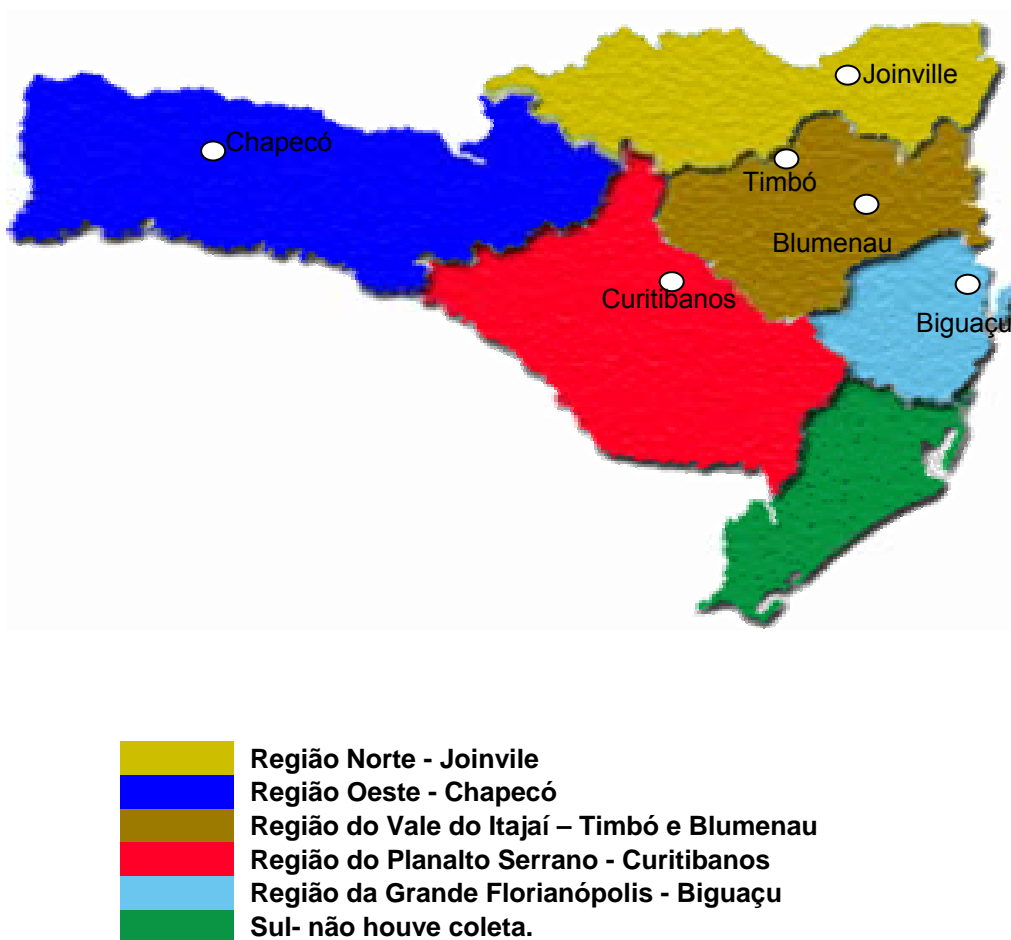 Joinville
Chapecó
Timbó
Blumenau
Curitibanos
Biguaçu
Região Norte - Joinvile
Região Oeste - Chapecó
Região do Vale do Itajaí – Timbó e Blumenau
Região do Planalto Serrano - Curitibanos
Região da Grande Florianópolis - Biguaçu
Sul- não houve coleta.